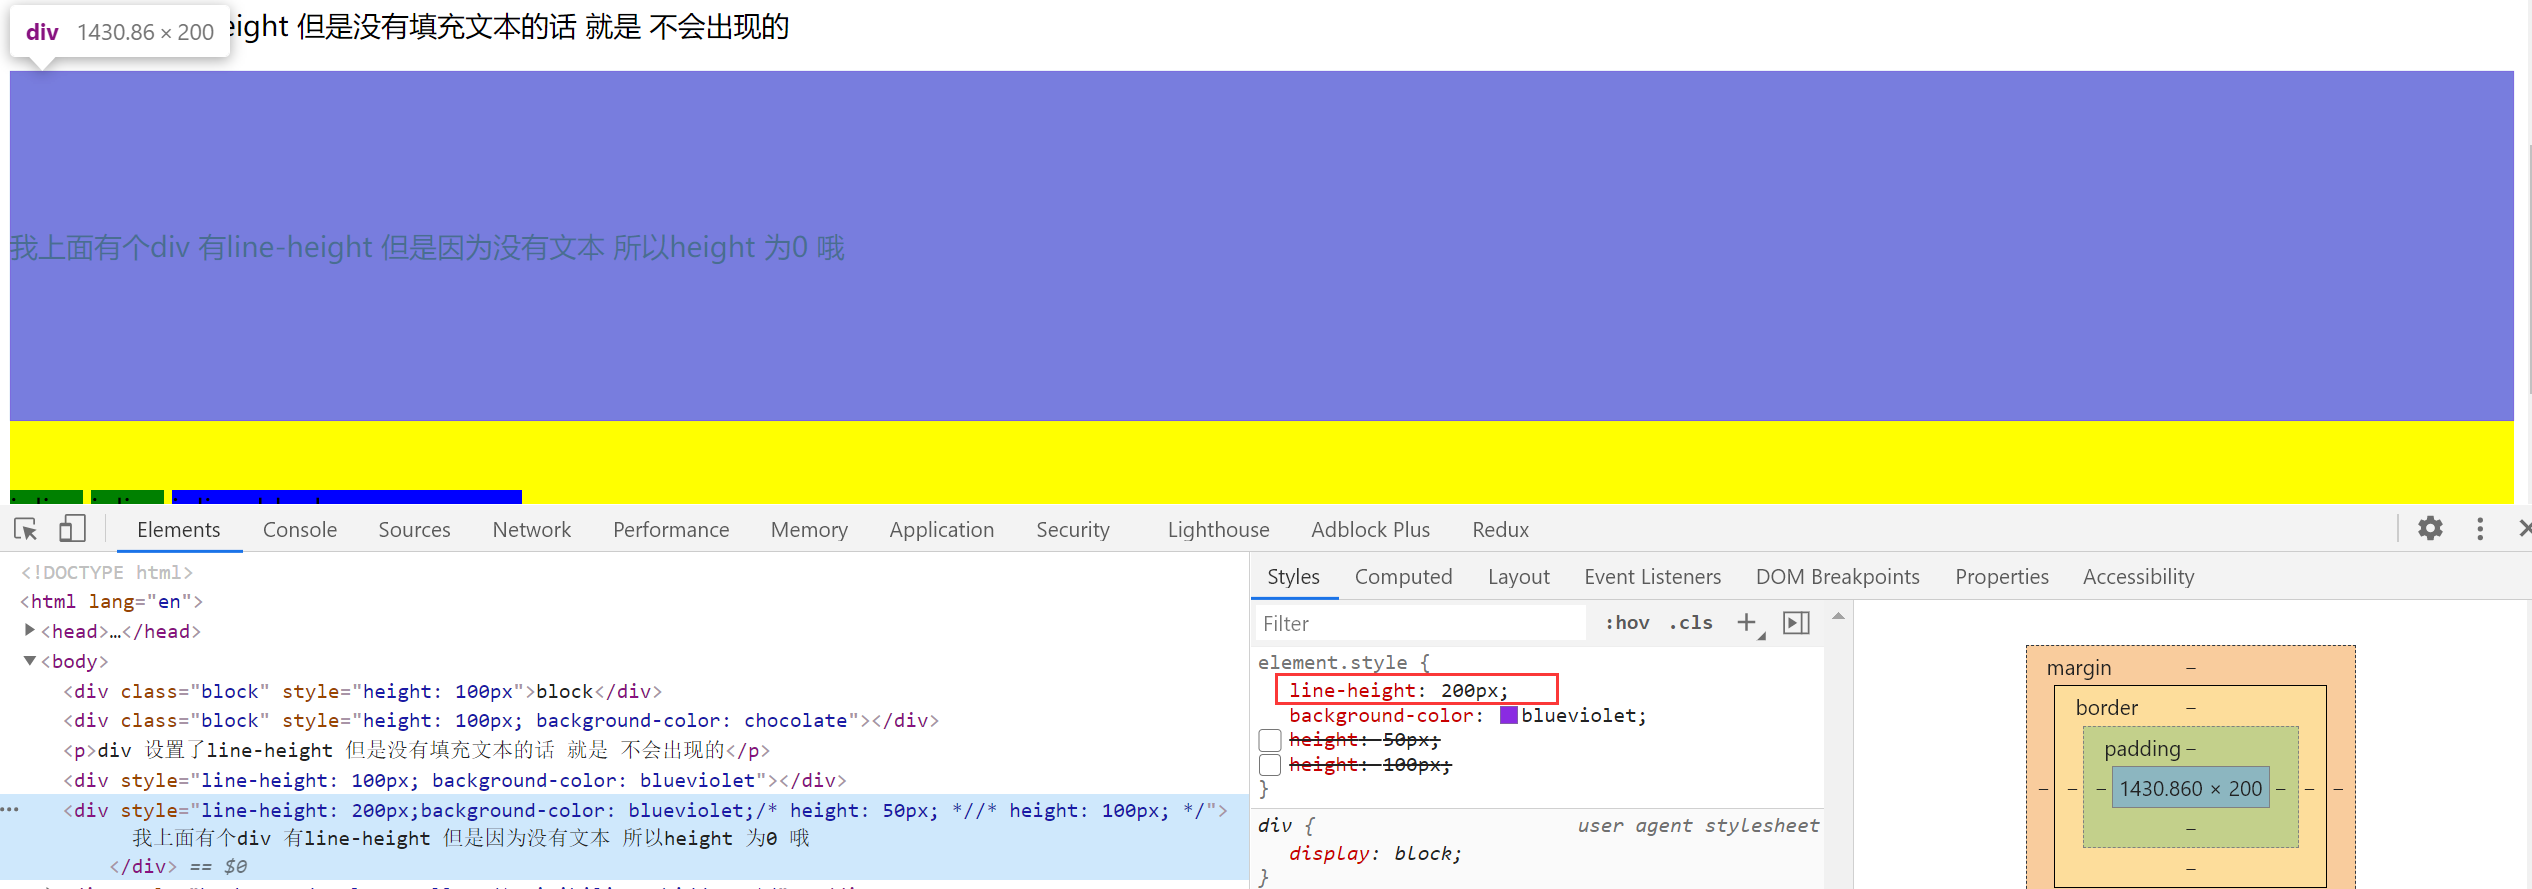 div 1430.86 × 200
eight 但是没有填充文本的话 就是 不会出现的
我上面有个div 有line-height 但是因为没有文本 所以height 为0 哦
Elements Console Sources Network Performance Memory Application Security Lighthouse Adblock Plus Redux
<!DOCTYPE html>
<html lang="en">
<head>…</head>
<body>
<div class="block" style="height: 100px">block</div>
<div class="block" style="height: 100px; background-color: chocolate"></div>
<p>div 设置了line-height 但是没有填充文本的话 就是 不会出现的</p>
<div style="line-height: 100px; background-color: blueviolet"></div>
<div style="line-height: 200px;background-color: blueviolet;/* height: 50px; *//* height: 100px; */">
我上面有个div 有line-height 但是因为没有文本 所以height 为0 哦
</div> == $0
Styles Computed Layout Event Listeners DOM Breakpoints Properties Accessibility
Filter :hov .cls
element.style {
line-height: 200px;
background-color: blueviolet;
height: 50px;
height: 100px;
}
div { user agent stylesheet
display: block;
}
margin –
border –
padding –
– – – 1430.860 × 200 – – –
–
–